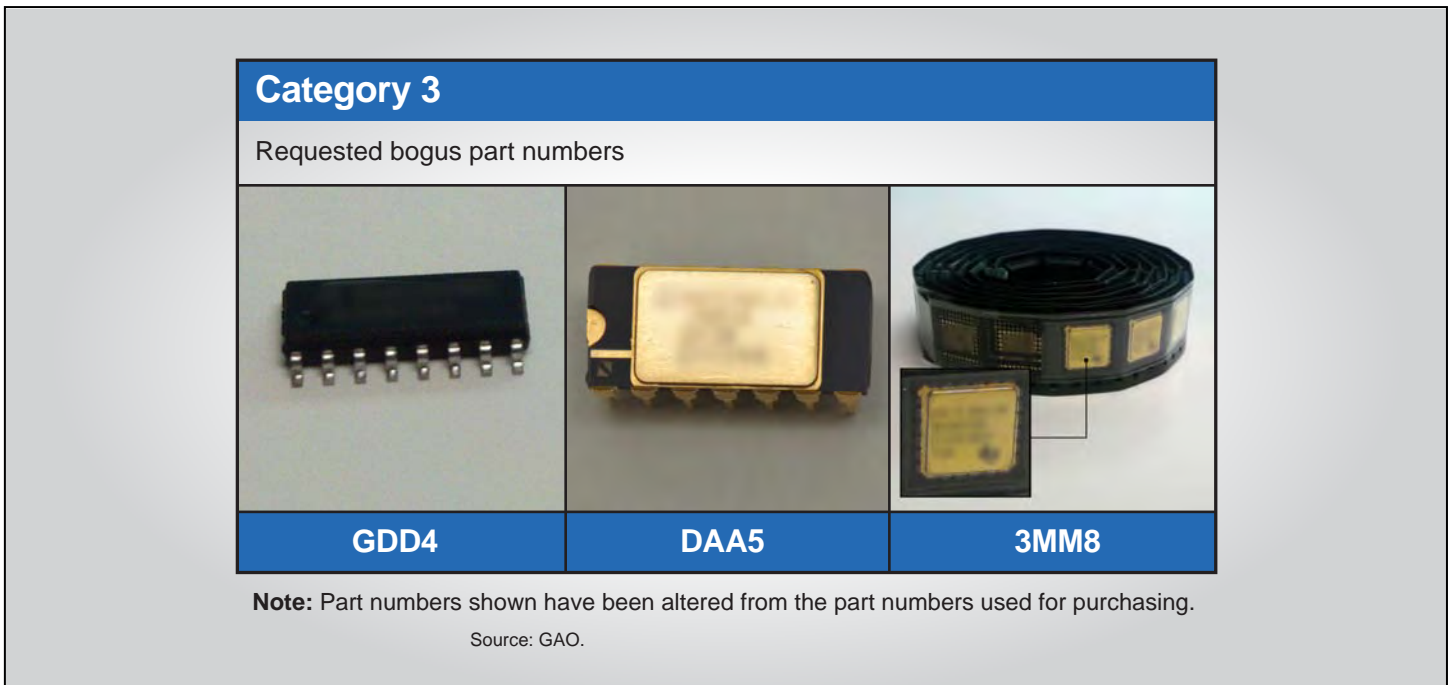 Category 3
Requested bogus part numbers
GDD4
DAA5
3MM8
Note: Part numbers shown have been altered from the part numbers used for purchasing.
Source: GAO.